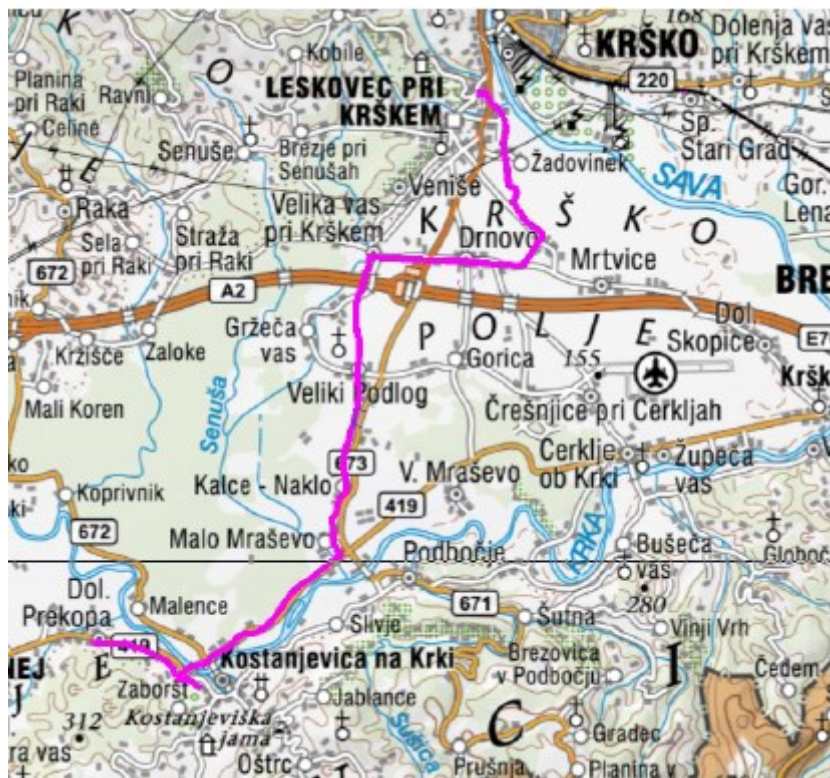 168
Dolenja vas
pri Krškem
KRŠKO
K
O
Kobile
LESKOVEC PRI
KRŠKEM
220
Planina
pri Raki
Ravni
Celine
Senuše
Brezje pri
Senušah
Sp.
Stari Grad
Žadovinek
Veniše
SAVA
Gor.
Raka
Straža
pri Raki
Velika vas
pri Krškem
K R Š K O
Drnovo
Sela
pri Raki
672
Mrtvice
A2
BRE
Gržeča
vas
P O L J E
Dol.
Skopice
E70
Križišče
Zaloke
Gorica
155
Veliki Podlog
Mali Koren
Senuša
Črešnjice pri Cerkljah
Kršk
673
Cerklje
ob Krki
Župeča
vas
V. Mraševo
Kalce - Naklo
419
Koprivnik
672
KRKA
Malo Mraševo
Podbočje
Bušeča
vas
Globoč
Dol.
Prekopa
Malence
671
280
Slivje
Šutna
Vinji Vrh
419
NEJ
E
Kostanjevica na Krki
Brezovica
v Podbočju
I
J
Zaboršt
Jablance
Čedem
312
Kostanjeviška
jama
Sušica
C
Gradec
ra vas
Oštrc
Prušnja
Planina v